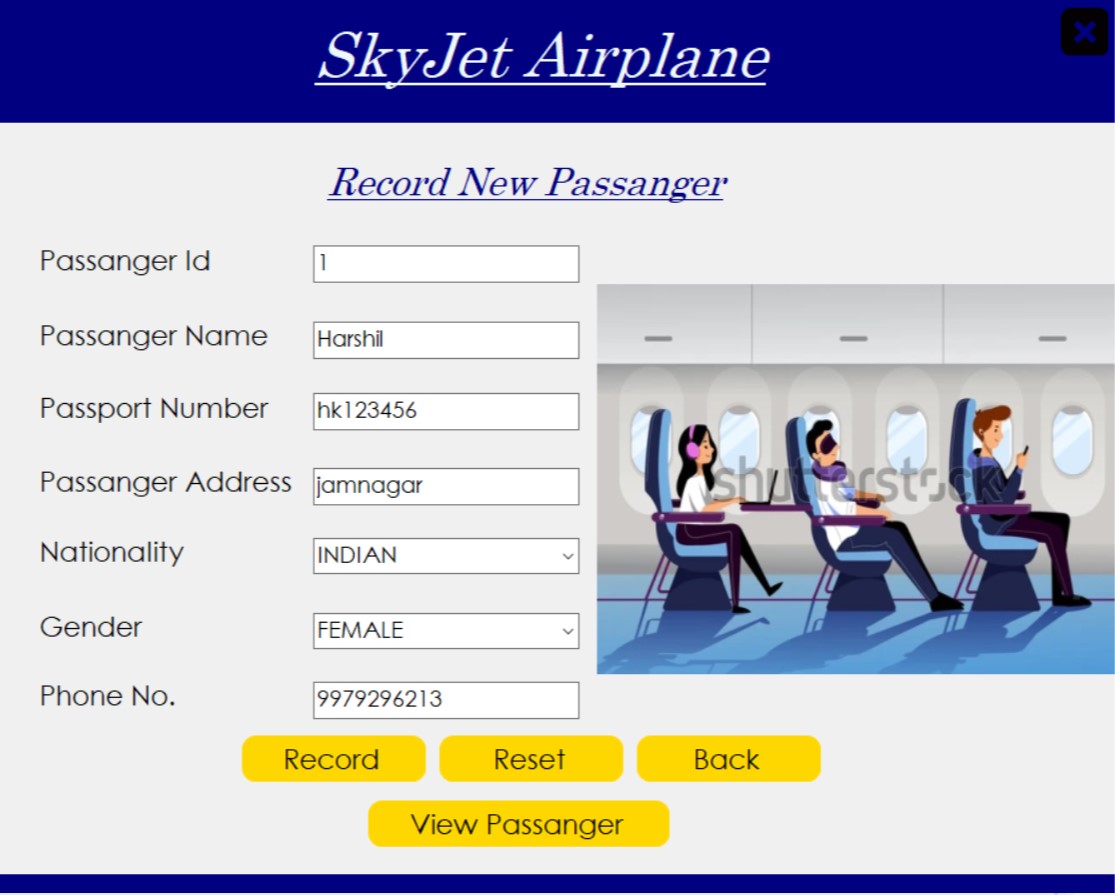 SkyJet Airplane
Record New Passanger
Passanger Id 1
Passanger Name Harshil
Passport Number hk123456
Passanger Address jamnagar
Nationality INDIAN
Gender FEMALE
Phone No. 9979296213
shutterstock
Record Reset Back
View Passanger